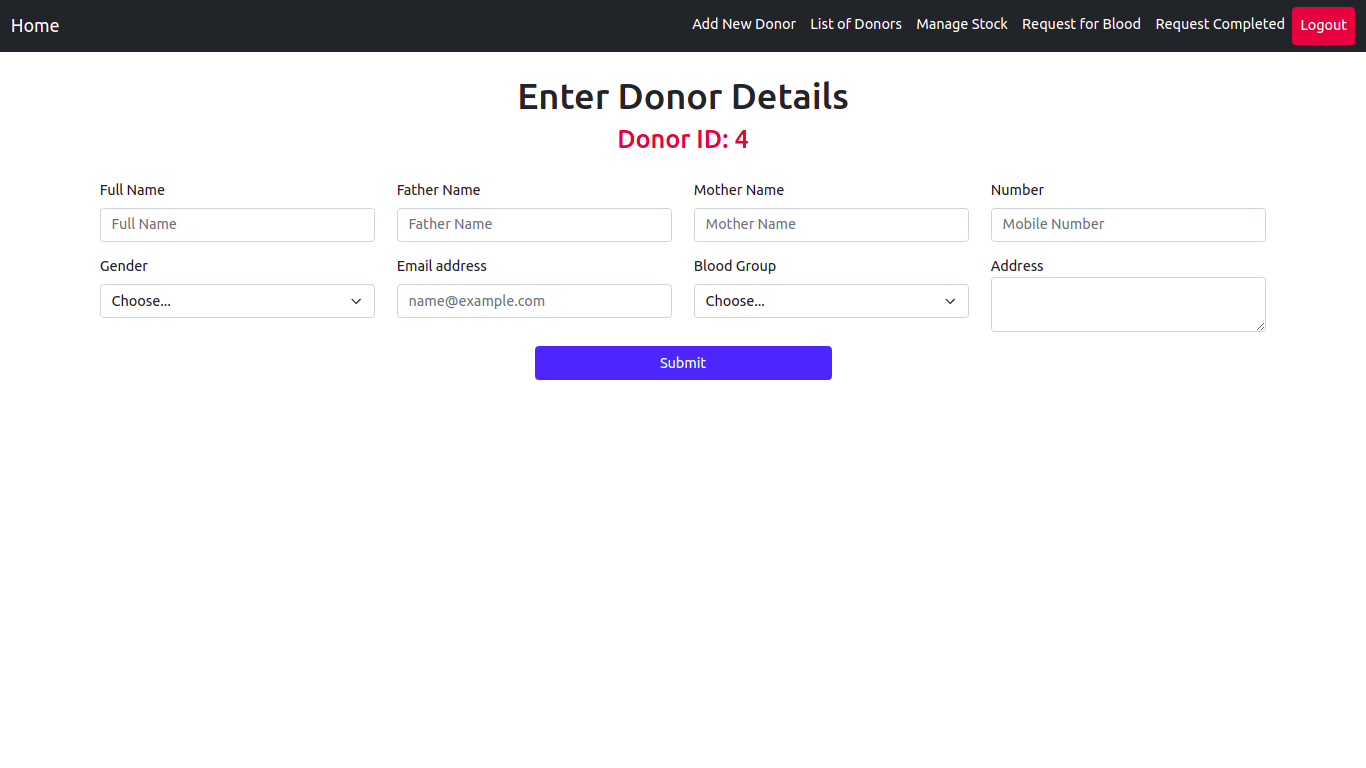 Home Add New Donor List of Donors Manage Stock Request for Blood Request Completed Logout
Enter Donor Details
Donor ID: 4
Full Name Father Name Mother Name Number
Full Name Father Name Mother Name Mobile Number
Gender Email address Blood Group Address
Choose... name@example.com Choose...
Submit